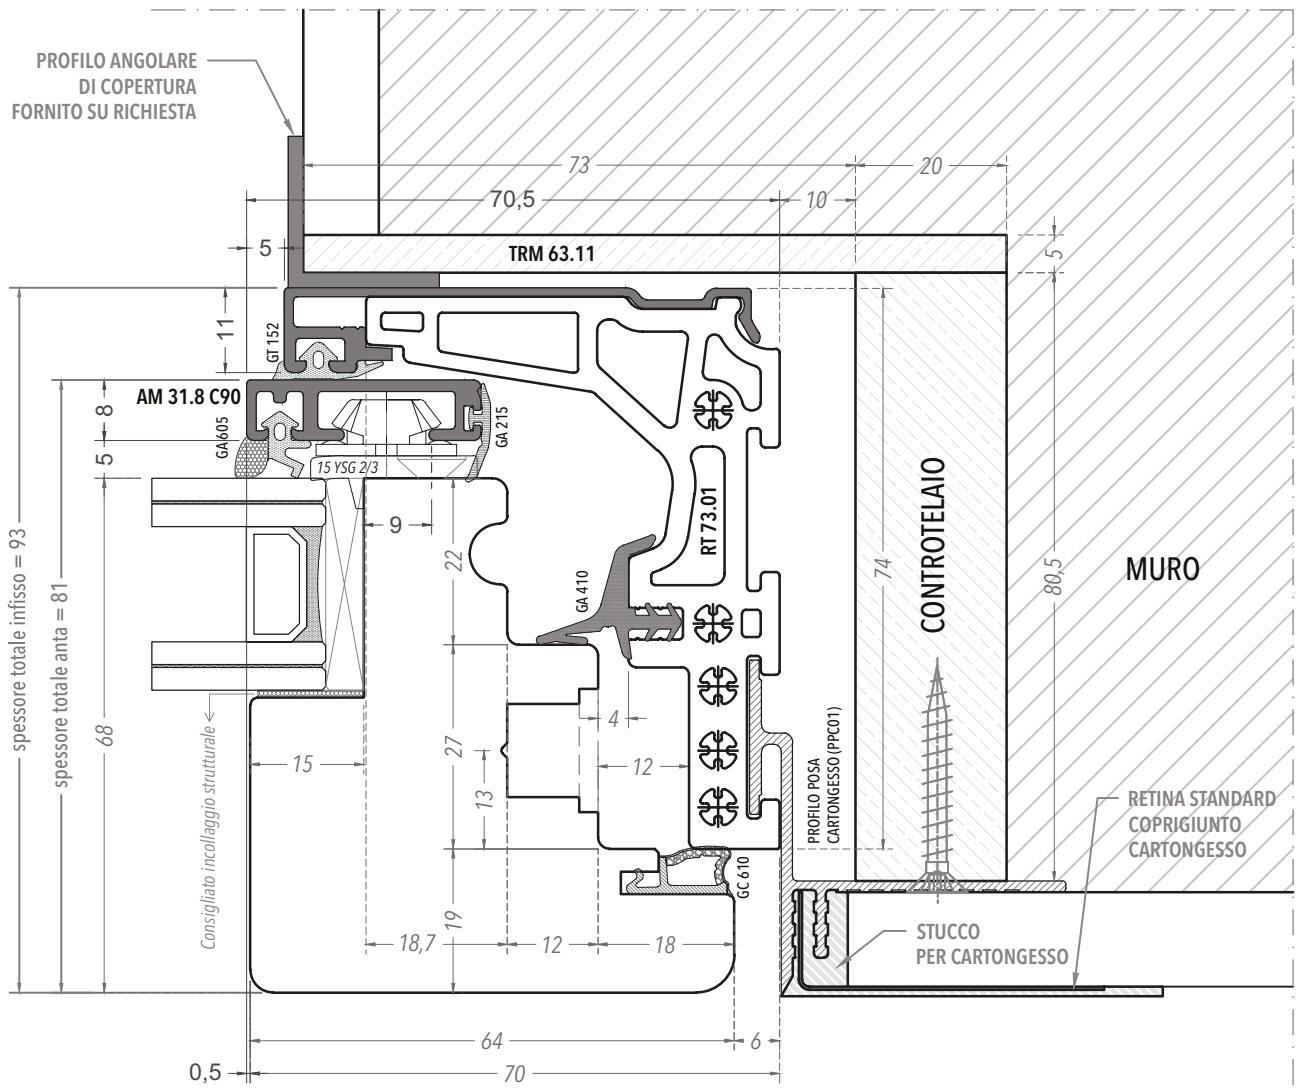 PROFILO ANGOLARE
DI COPERTURA
FORNITO SU RICHIESTA
73
20
70,5
10
5
TRM 63.11
5
11
GT 152
AM 31.8 C90
8
GA 605
GA 215
5
15 YSG 2/3
9
22
RT 73.01
GA 410
74
CONTROTELAIO
80,5
MURO
spessore totale infisso = 93
spessore totale anta = 81
68
Consigliato incollaggio strutturale
15
27
4
12
13
PROFILO POSA
CARTONGESSO (PPC01)
RETINA STANDARD
COPRIGIUNTO
CARTONGESSO
GC 610
19
18,7
12
18
STUCCO
PER CARTONGESSO
64
6
0,5
70